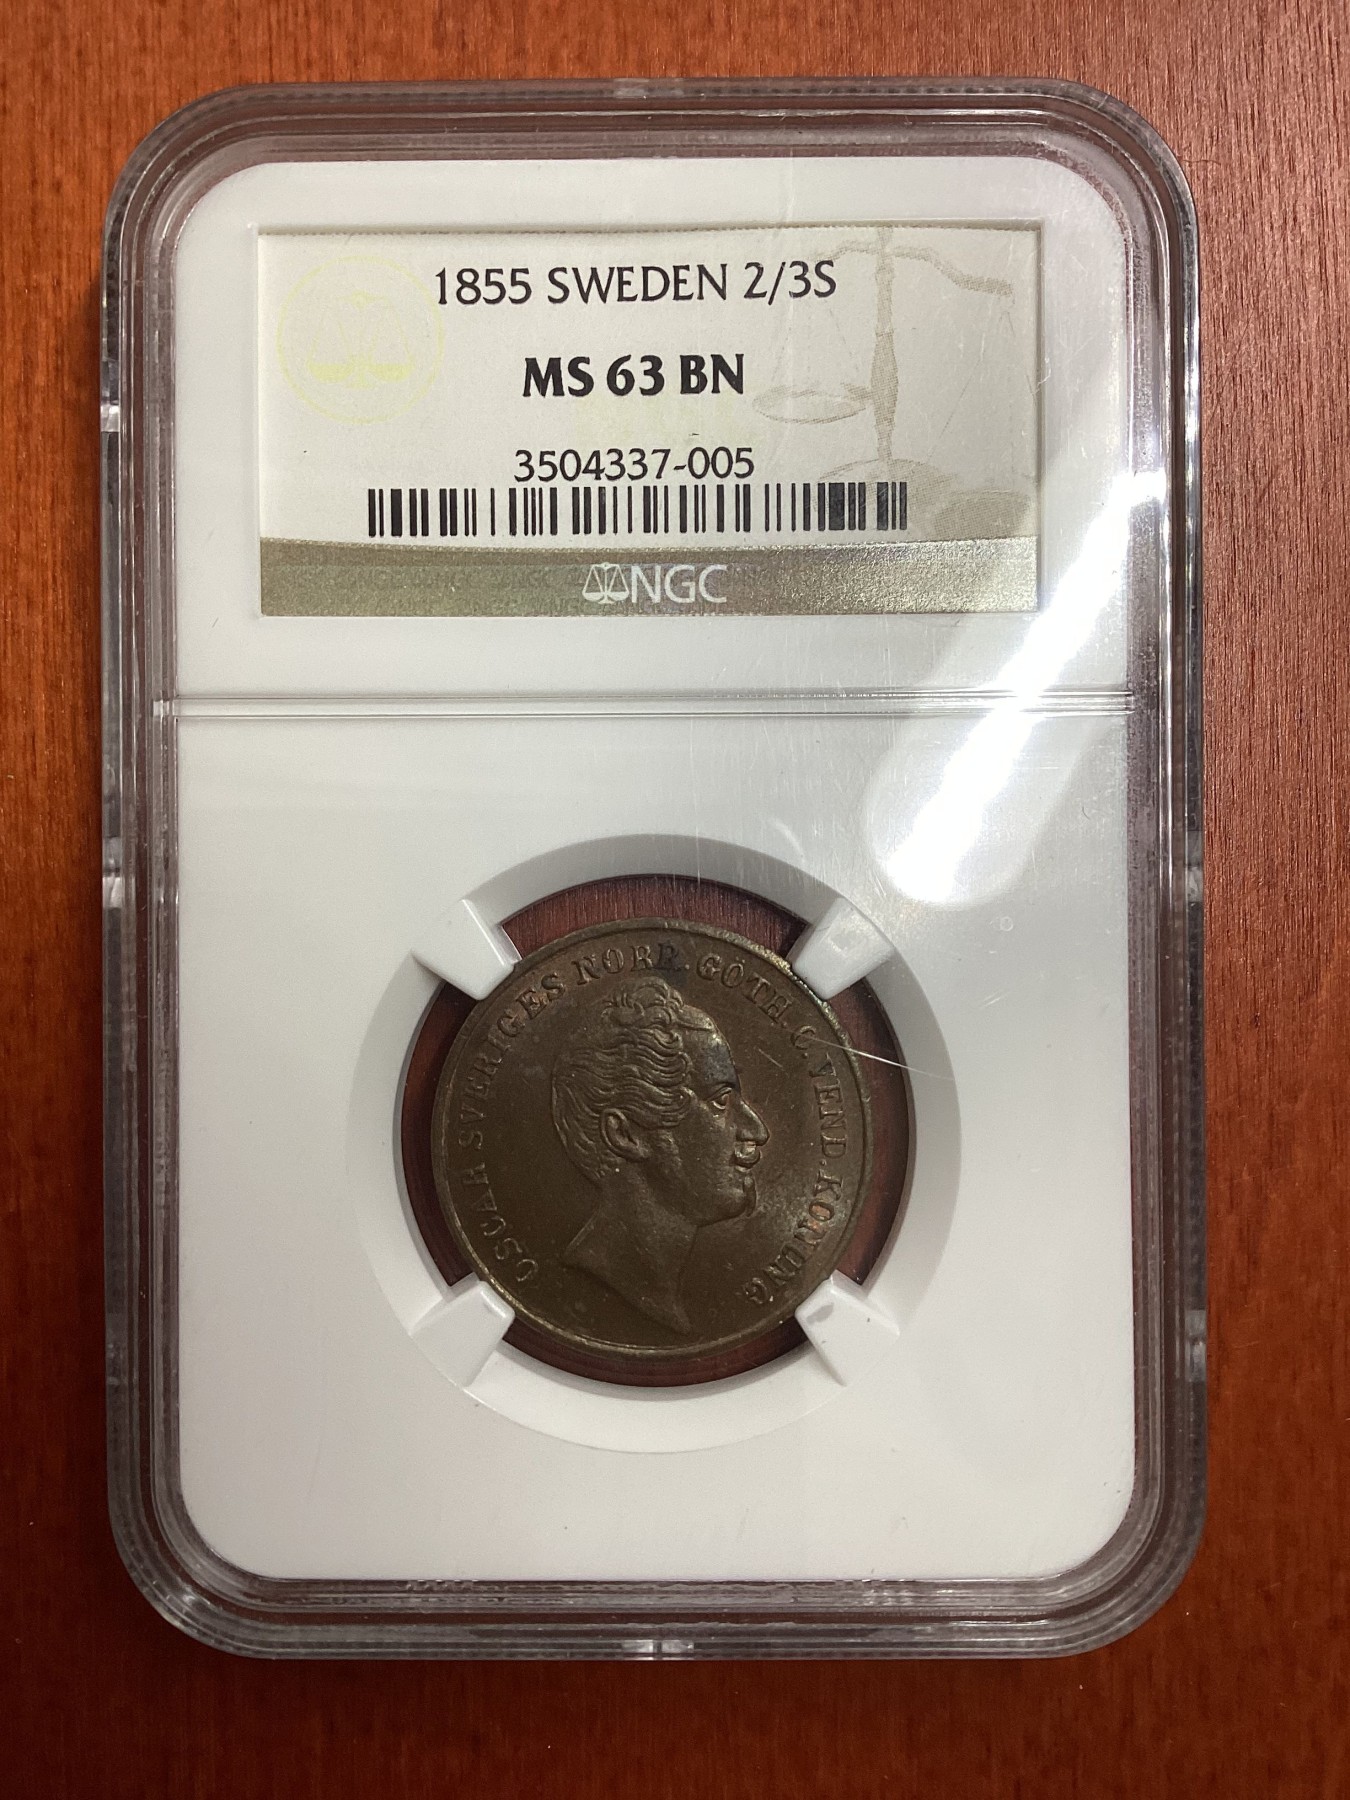 1855 SWEDEN 2/3S
MS 63 BN
3504337-005
NGC
OSCAR SVERIGES NORR. GÖTH. O. VEND. KONUNG.